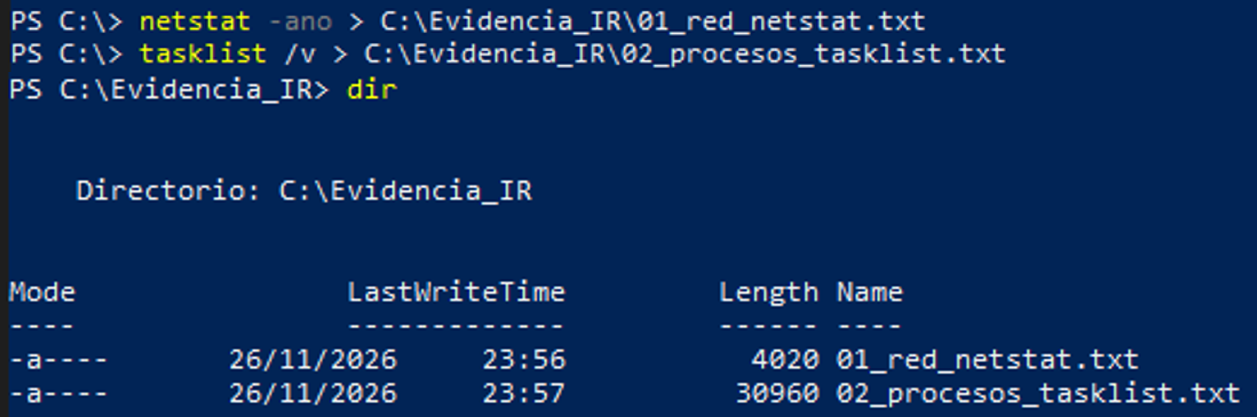 PS C:\> netstat -ano > C:\Evidencia_IR\01_red_netstat.txt
PS C:\> tasklist /v > C:\Evidencia_IR\02_procesos_tasklist.txt
PS C:\Evidencia_IR> dir
Directorio: C:\Evidencia_IR
Mode LastWriteTime Length Name
---- ------------- ------ ----
-a---- 26/11/2026 23:56 4020 01_red_netstat.txt
-a---- 26/11/2026 23:57 30960 02_procesos_tasklist.txt